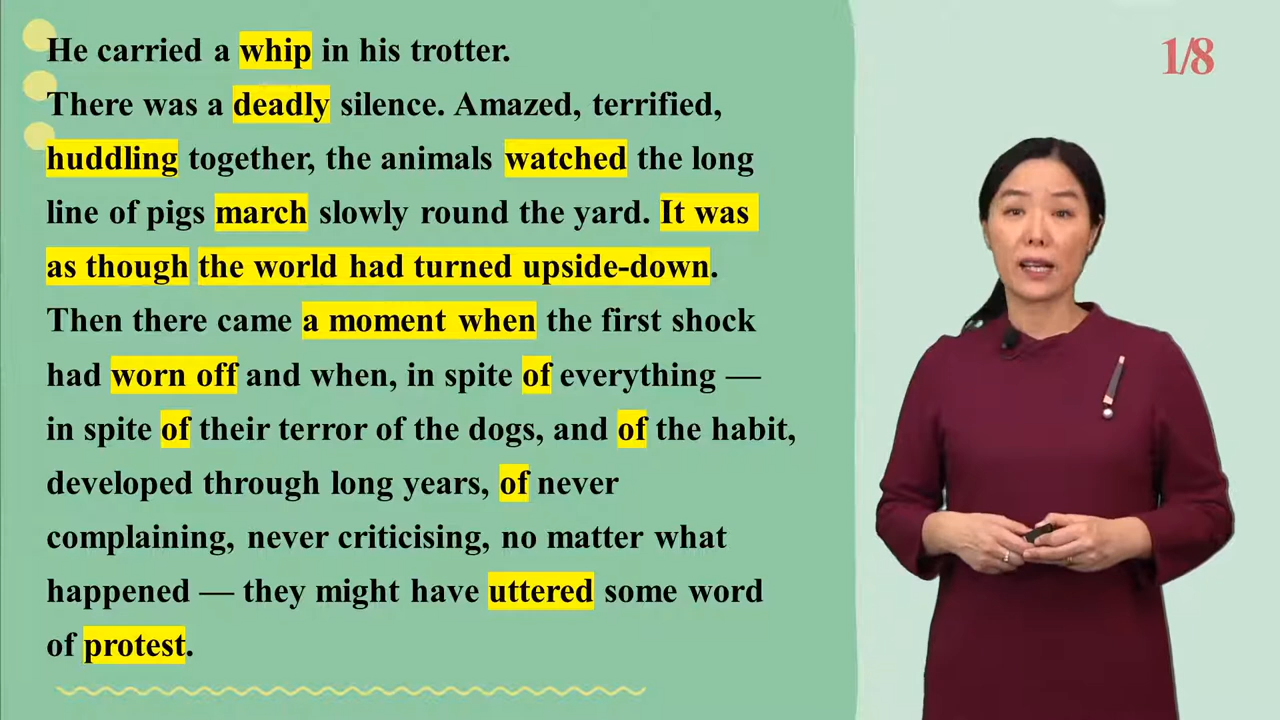 He carried a whip in his trotter.
There was a deadly silence. Amazed, terrified,
huddling together, the animals watched the long
line of pigs march slowly round the yard. It was
as though the world had turned upside-down.
Then there came a moment when the first shock
had worn off and when, in spite of everything —
in spite of their terror of the dogs, and of the habit,
developed through long years, of never
complaining, never criticising, no matter what
happened — they might have uttered some word
of protest.
1/8